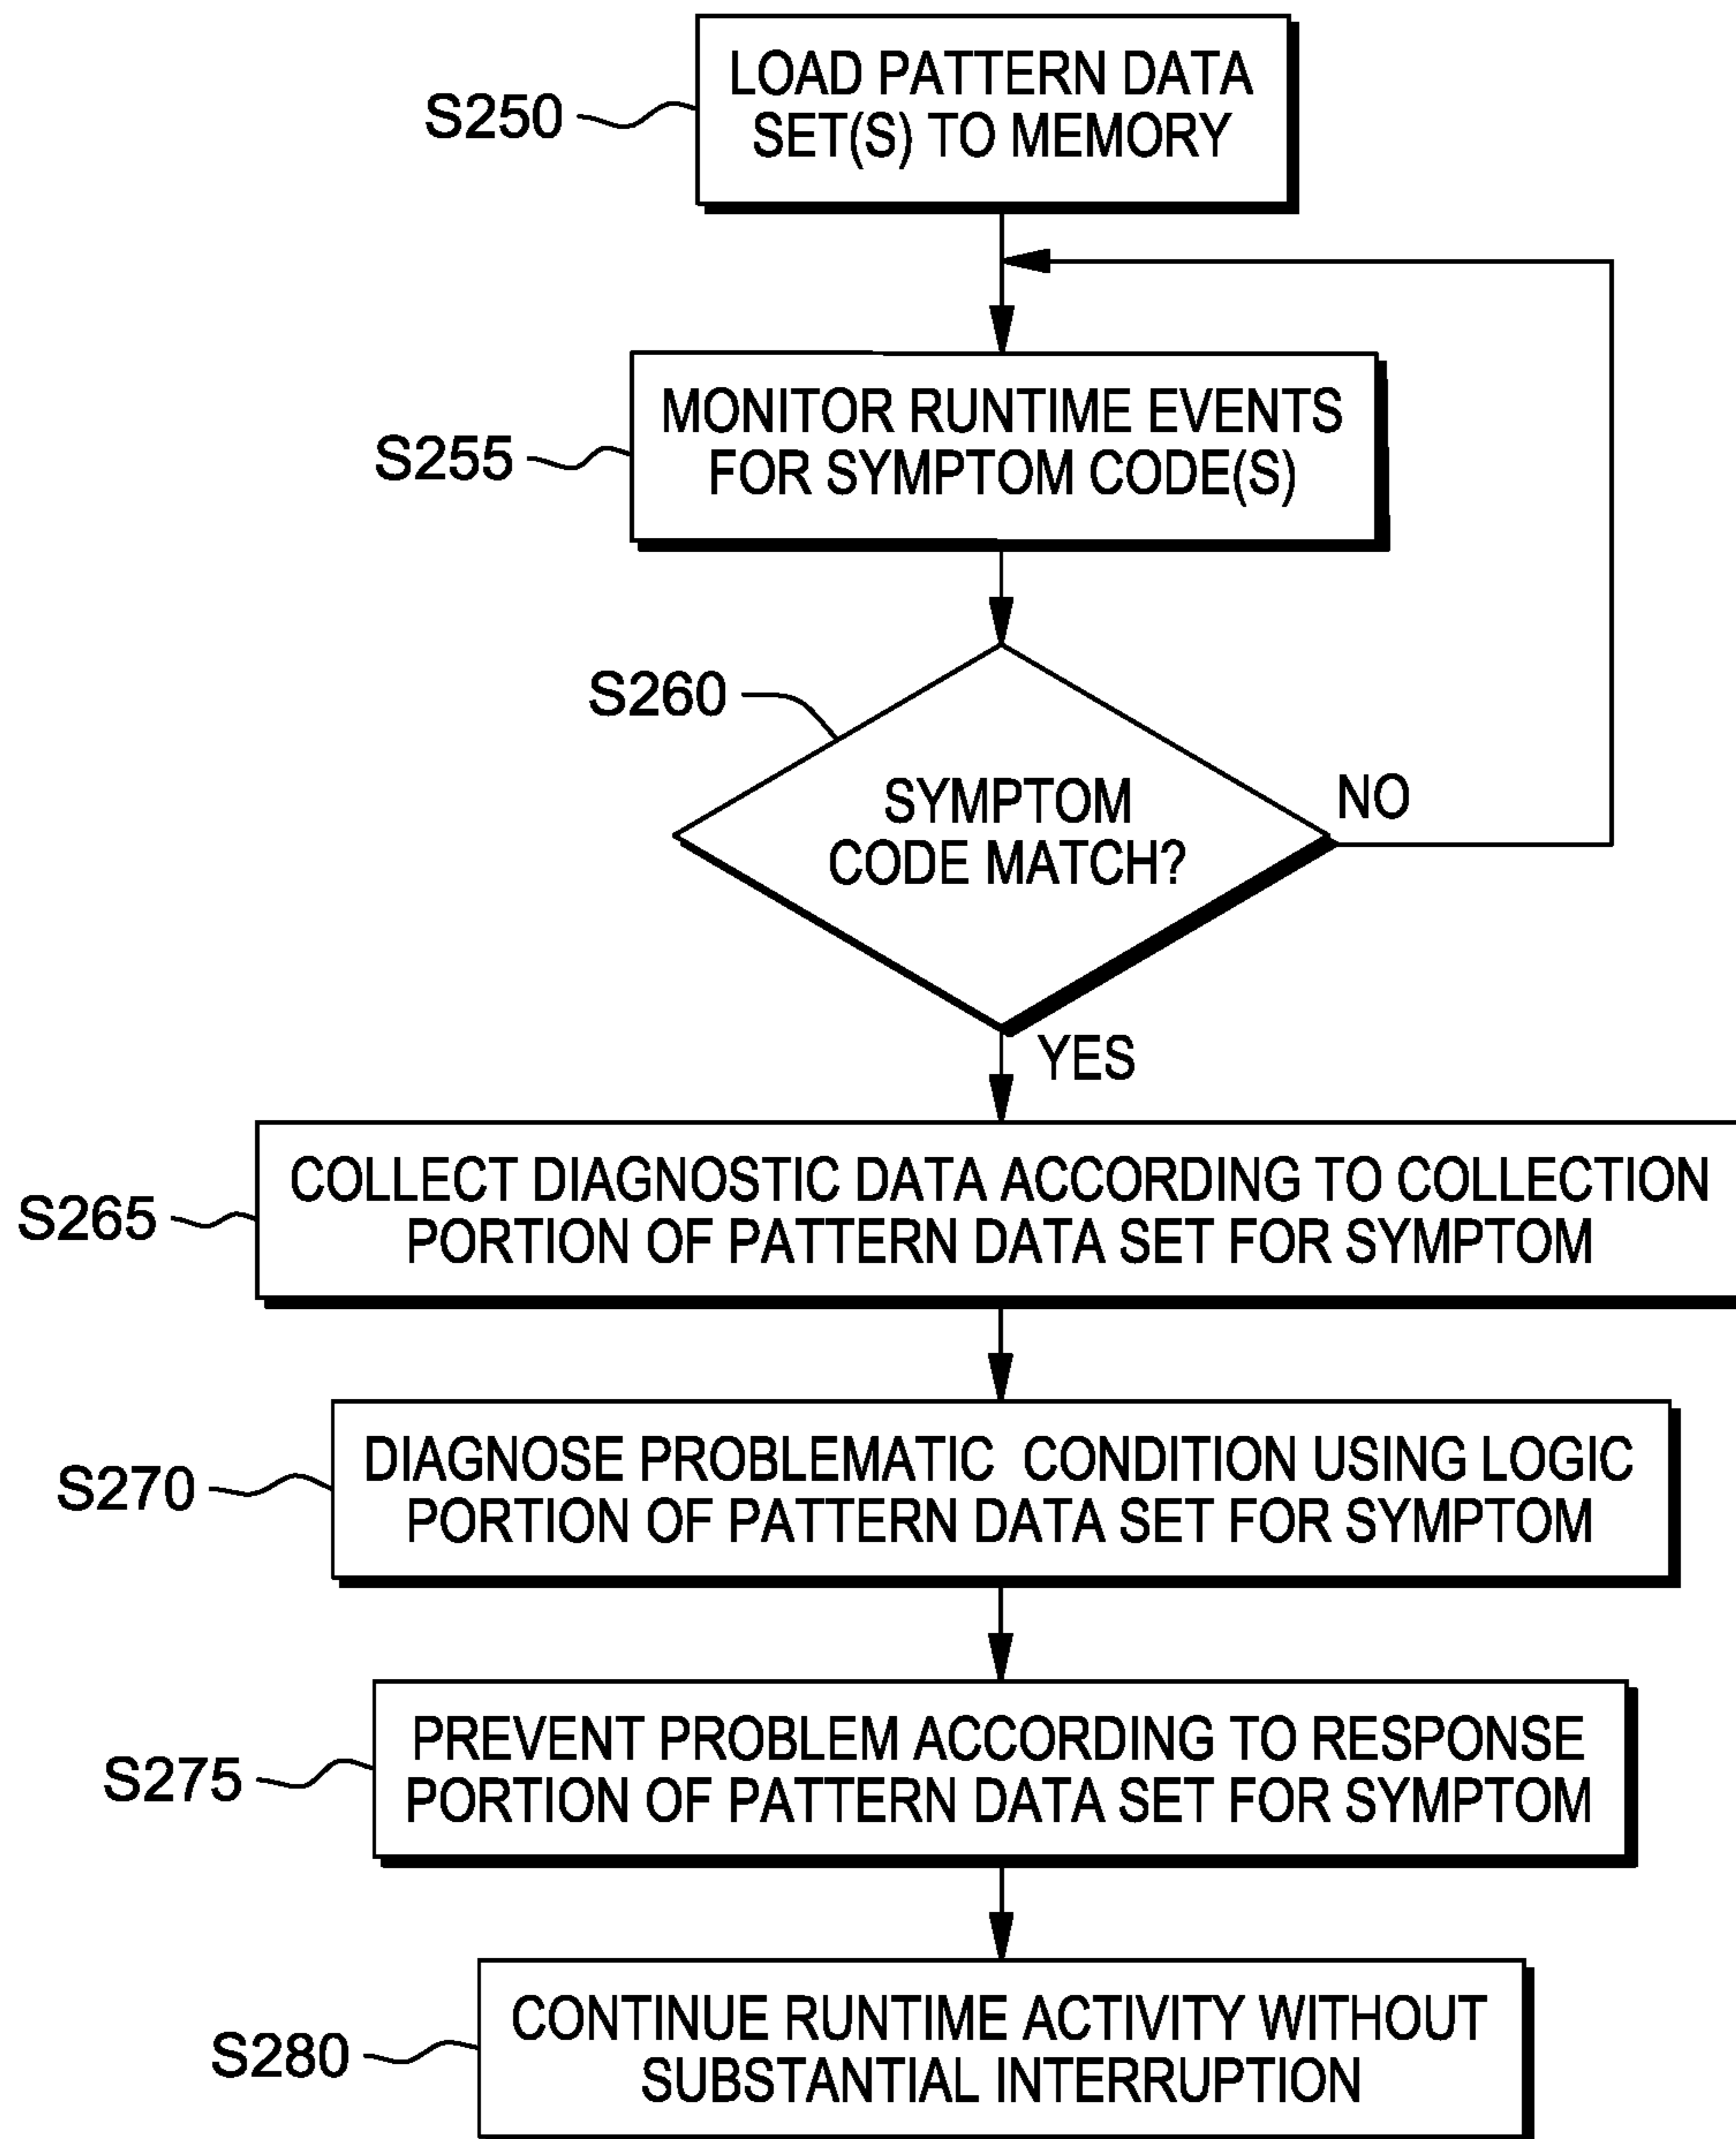 S250
LOAD PATTERN DATA
SET(S) TO MEMORY
S255
MONITOR RUNTIME EVENTS
FOR SYMPTOM CODE(S)
S260
SYMPTOM
CODE MATCH?
NO
YES
S265
COLLECT DIAGNOSTIC DATA ACCORDING TO COLLECTION
PORTION OF PATTERN DATA SET FOR SYMPTOM
S270
DIAGNOSE PROBLEMATIC CONDITION USING LOGIC
PORTION OF PATTERN DATA SET FOR SYMPTOM
S275
PREVENT PROBLEM ACCORDING TO RESPONSE
PORTION OF PATTERN DATA SET FOR SYMPTOM
S280
CONTINUE RUNTIME ACTIVITY WITHOUT
SUBSTANTIAL INTERRUPTION